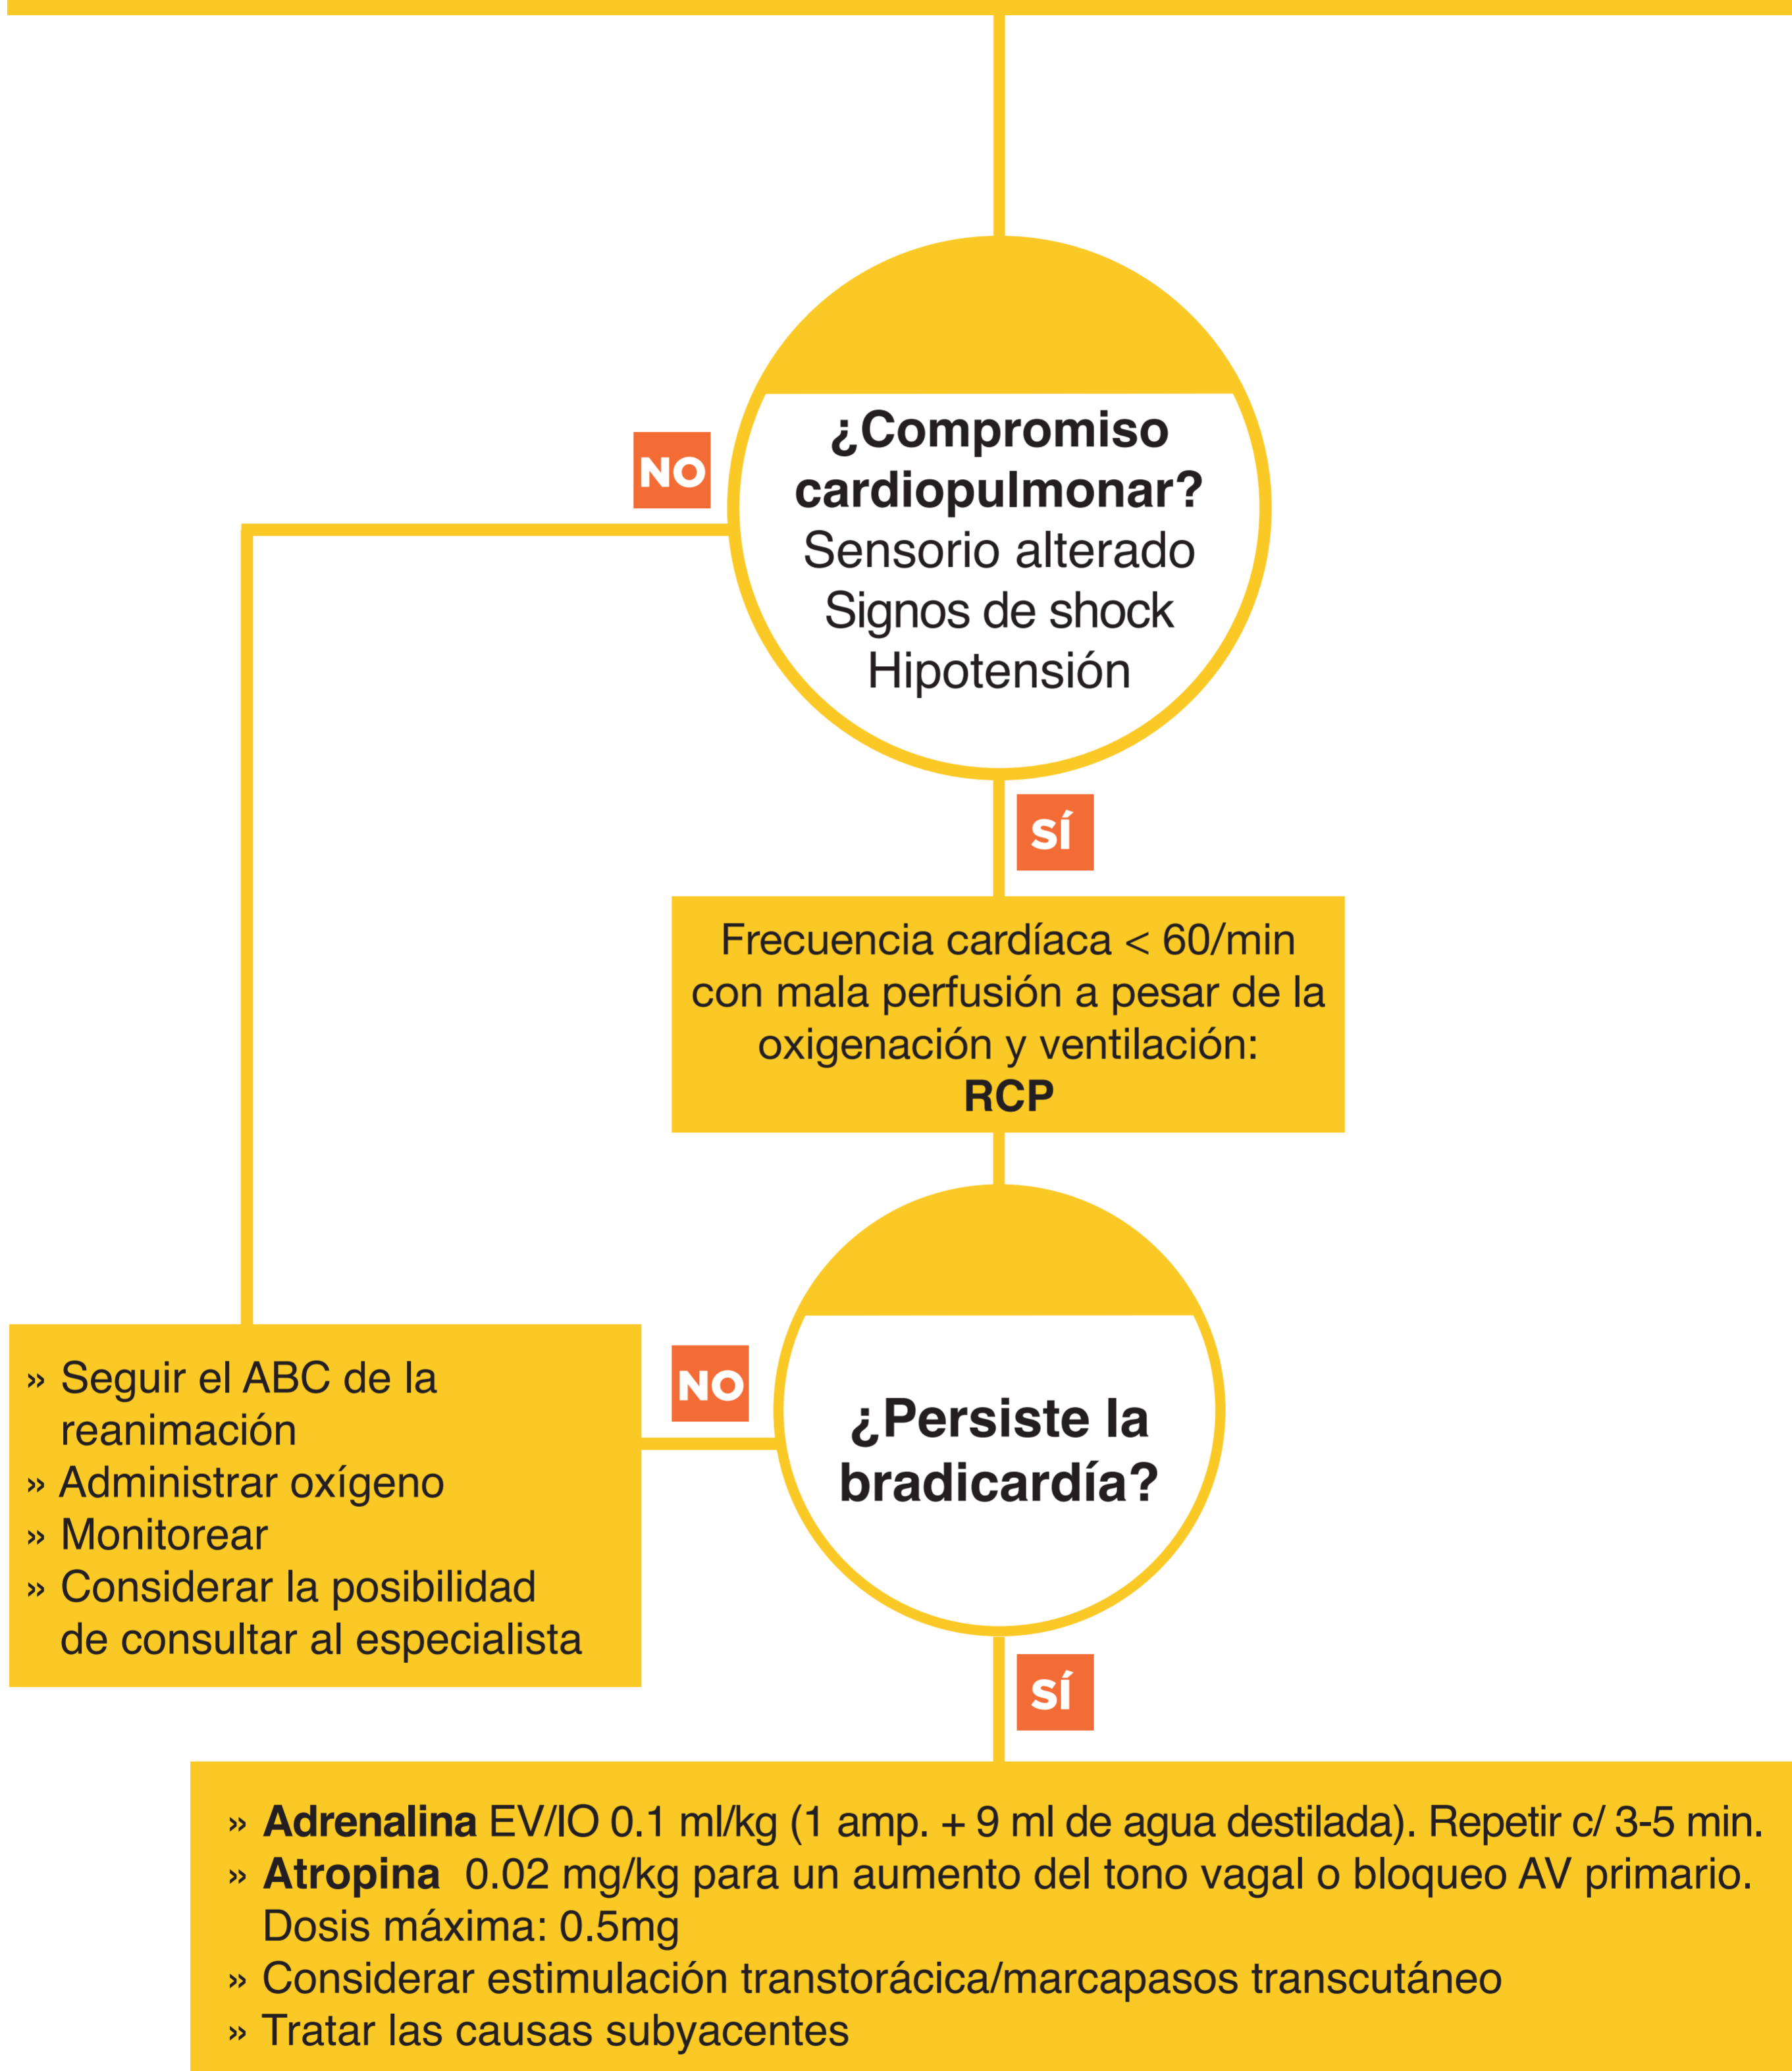 ¿Compromiso
cardiopulmonar?
Sensorio alterado
Signos de shock
Hipotensión
NO
SÍ
Frecuencia cardíaca < 60/min
con mala perfusión a pesar de la
oxigenación y ventilación:
RCP
» Seguir el ABC de la
reanimación
» Administrar oxígeno
» Monitorear
» Considerar la posibilidad
de consultar al especialista
NO
¿Persiste la
bradicardía?
SÍ
» Adrenalina EV/IO 0.1 ml/kg (1 amp. + 9 ml de agua destilada). Repetir c/ 3-5 min.
» Atropina 0.02 mg/kg para un aumento del tono vagal o bloqueo AV primario.
Dosis máxima: 0.5mg
» Considerar estimulación transtorácica/marcapasos transcutáneo
» Tratar las causas subyacentes